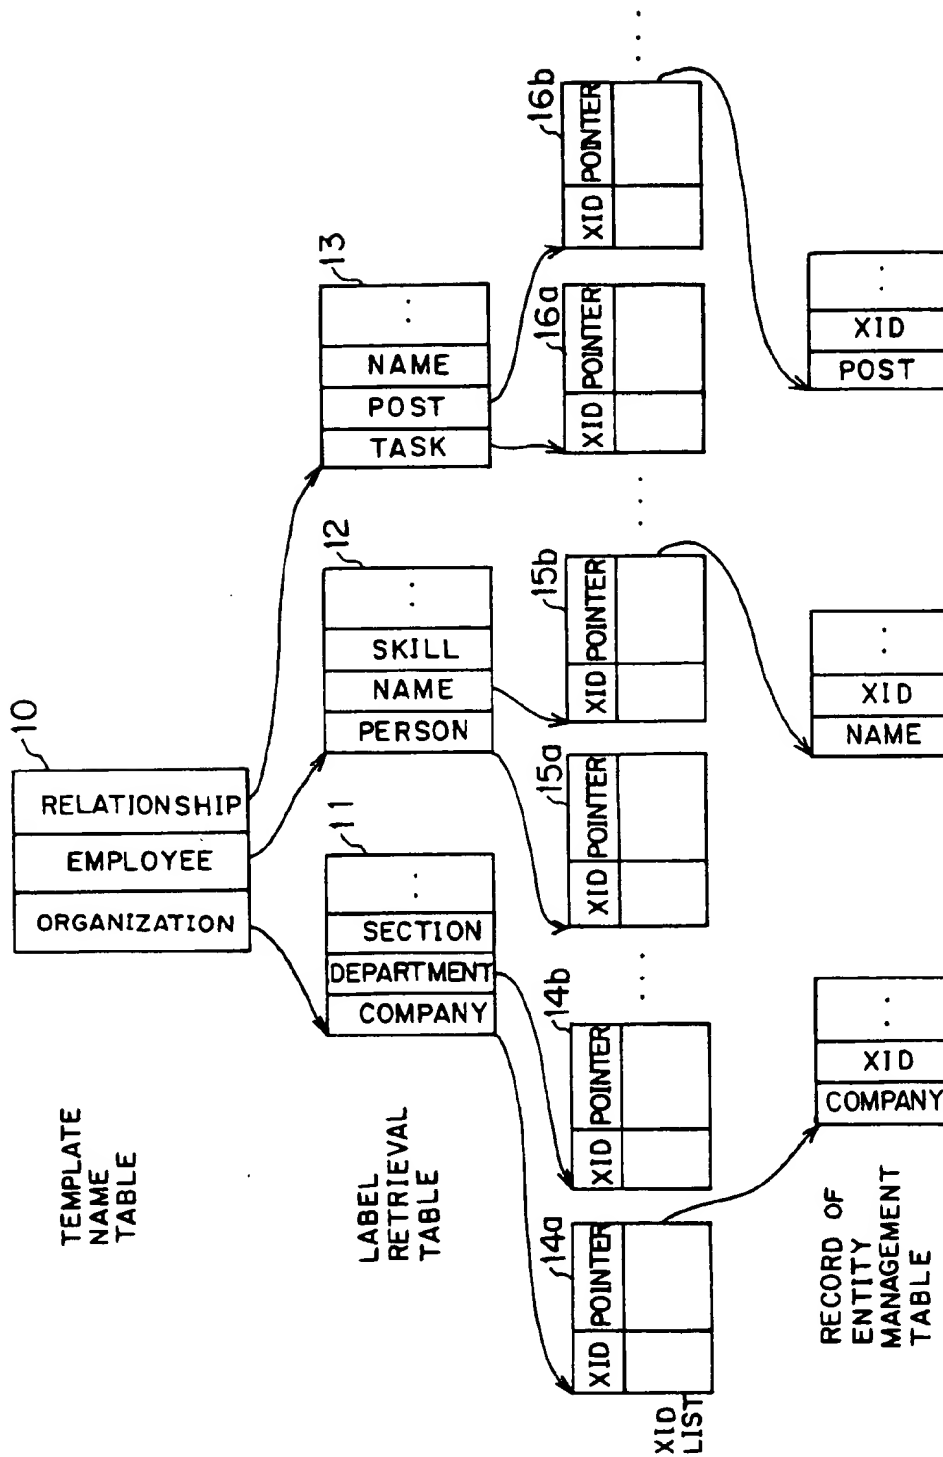 TEMPLATE
NAME
TABLE
10
ORGANIZATION
EMPLOYEE
RELATIONSHIP
LABEL
RETRIEVAL
TABLE
11
COMPANY
DEPARTMENT
SECTION
...
12
PERSON
NAME
SKILL
...
13
TASK
POST
NAME
...
XID
LIST
14a
XID POINTER
14b
XID POINTER
...
15a
XID POINTER
15b
XID POINTER
...
16a
XID POINTER
16b
XID POINTER
...
RECORD OF
ENTITY
MANAGEMENT
TABLE
COMPANY
XID
...
NAME
XID
...
POST
XID
...